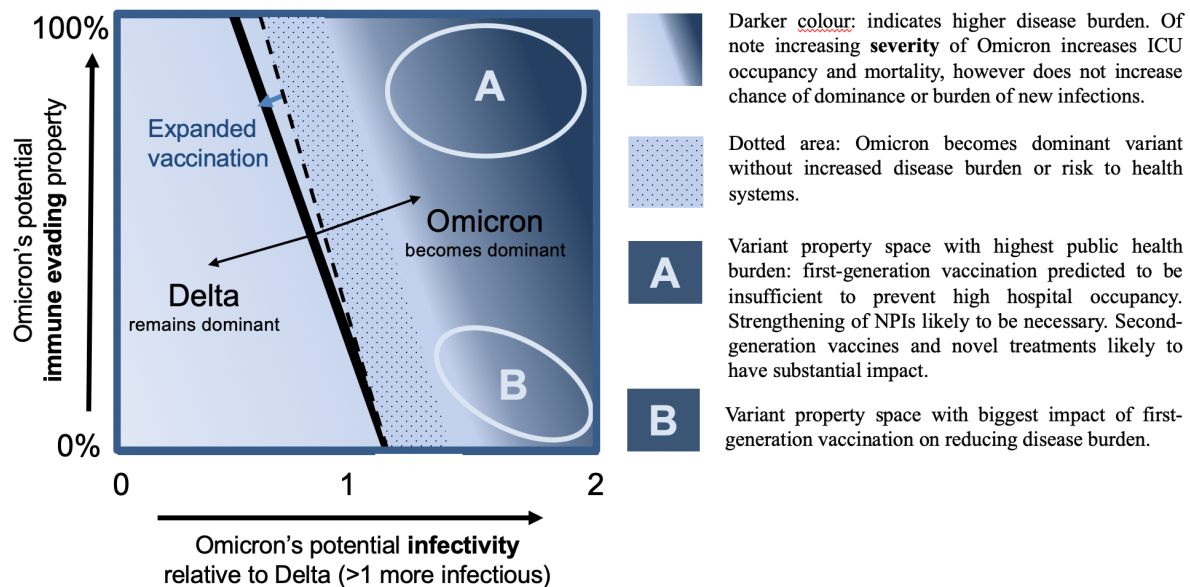 100%
Omicron's potential
immune evading property
0%
Expanded
vaccination
A
Omicron
becomes dominant
Delta
remains dominant
B
0
1
2
Omicron's potential infectivity
relative to Delta (>1 more infectious)
Darker colour: indicates higher disease burden. Of
note increasing severity of Omicron increases ICU
occupancy and mortality, however does not increase
chance of dominance or burden of new infections.
Dotted area: Omicron becomes dominant variant
without increased disease burden or risk to health
systems.
A
Variant property space with highest public health
burden: first-generation vaccination predicted to be
insufficient to prevent high hospital occupancy.
Strengthening of NPIs likely to be necessary. Second-
generation vaccines and novel treatments likely to
have substantial impact.
B
Variant property space with biggest impact of first-
generation vaccination on reducing disease burden.